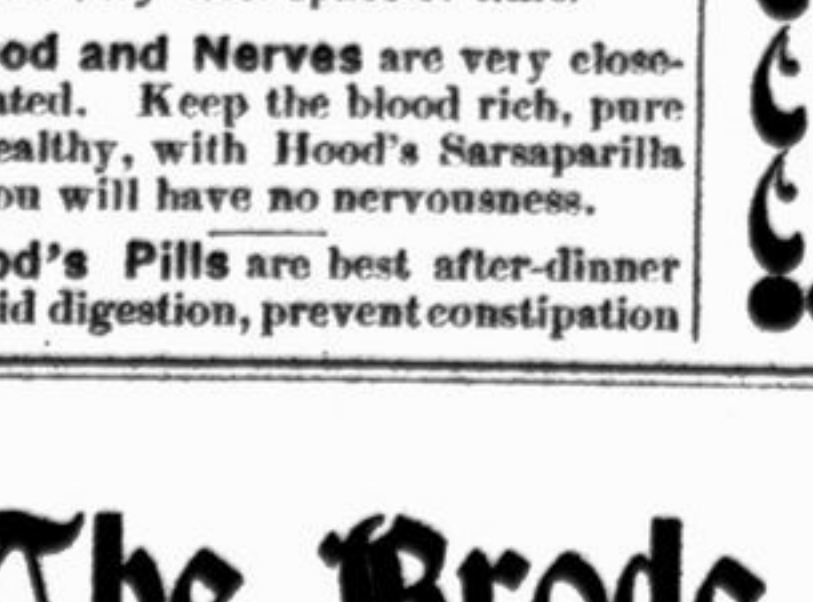 od and Nerves are very close-
ated. Keep the blood rich, pure
ealthy, with Hood's Sarsaparilla
ou will have no nervousness.
od's Pills are best after-dinner
id digestion, prevent constipation
The